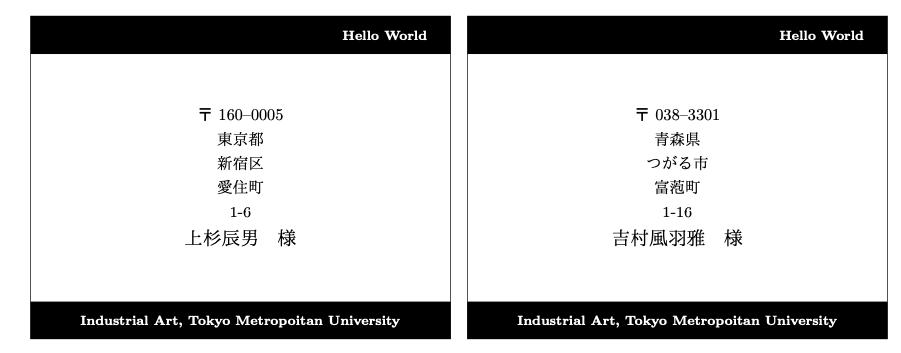 Hello World
〒 160–0005
東京都
新宿区
愛住町
1-6
上杉辰男　様
Industrial Art, Tokyo Metropoitan University
Hello World
〒 038–3301
青森県
つがる市
富萢町
1-16
吉村風羽雅　様
Industrial Art, Tokyo Metropoitan University